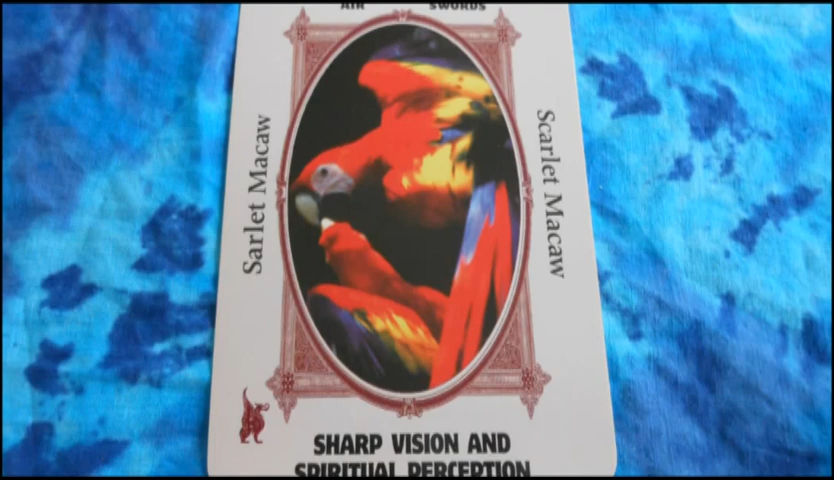 AIR SWORDS
Sarlet Macaw
Scarlet Macaw
SHARP VISION AND
SPIRITUAL PERCEPTION